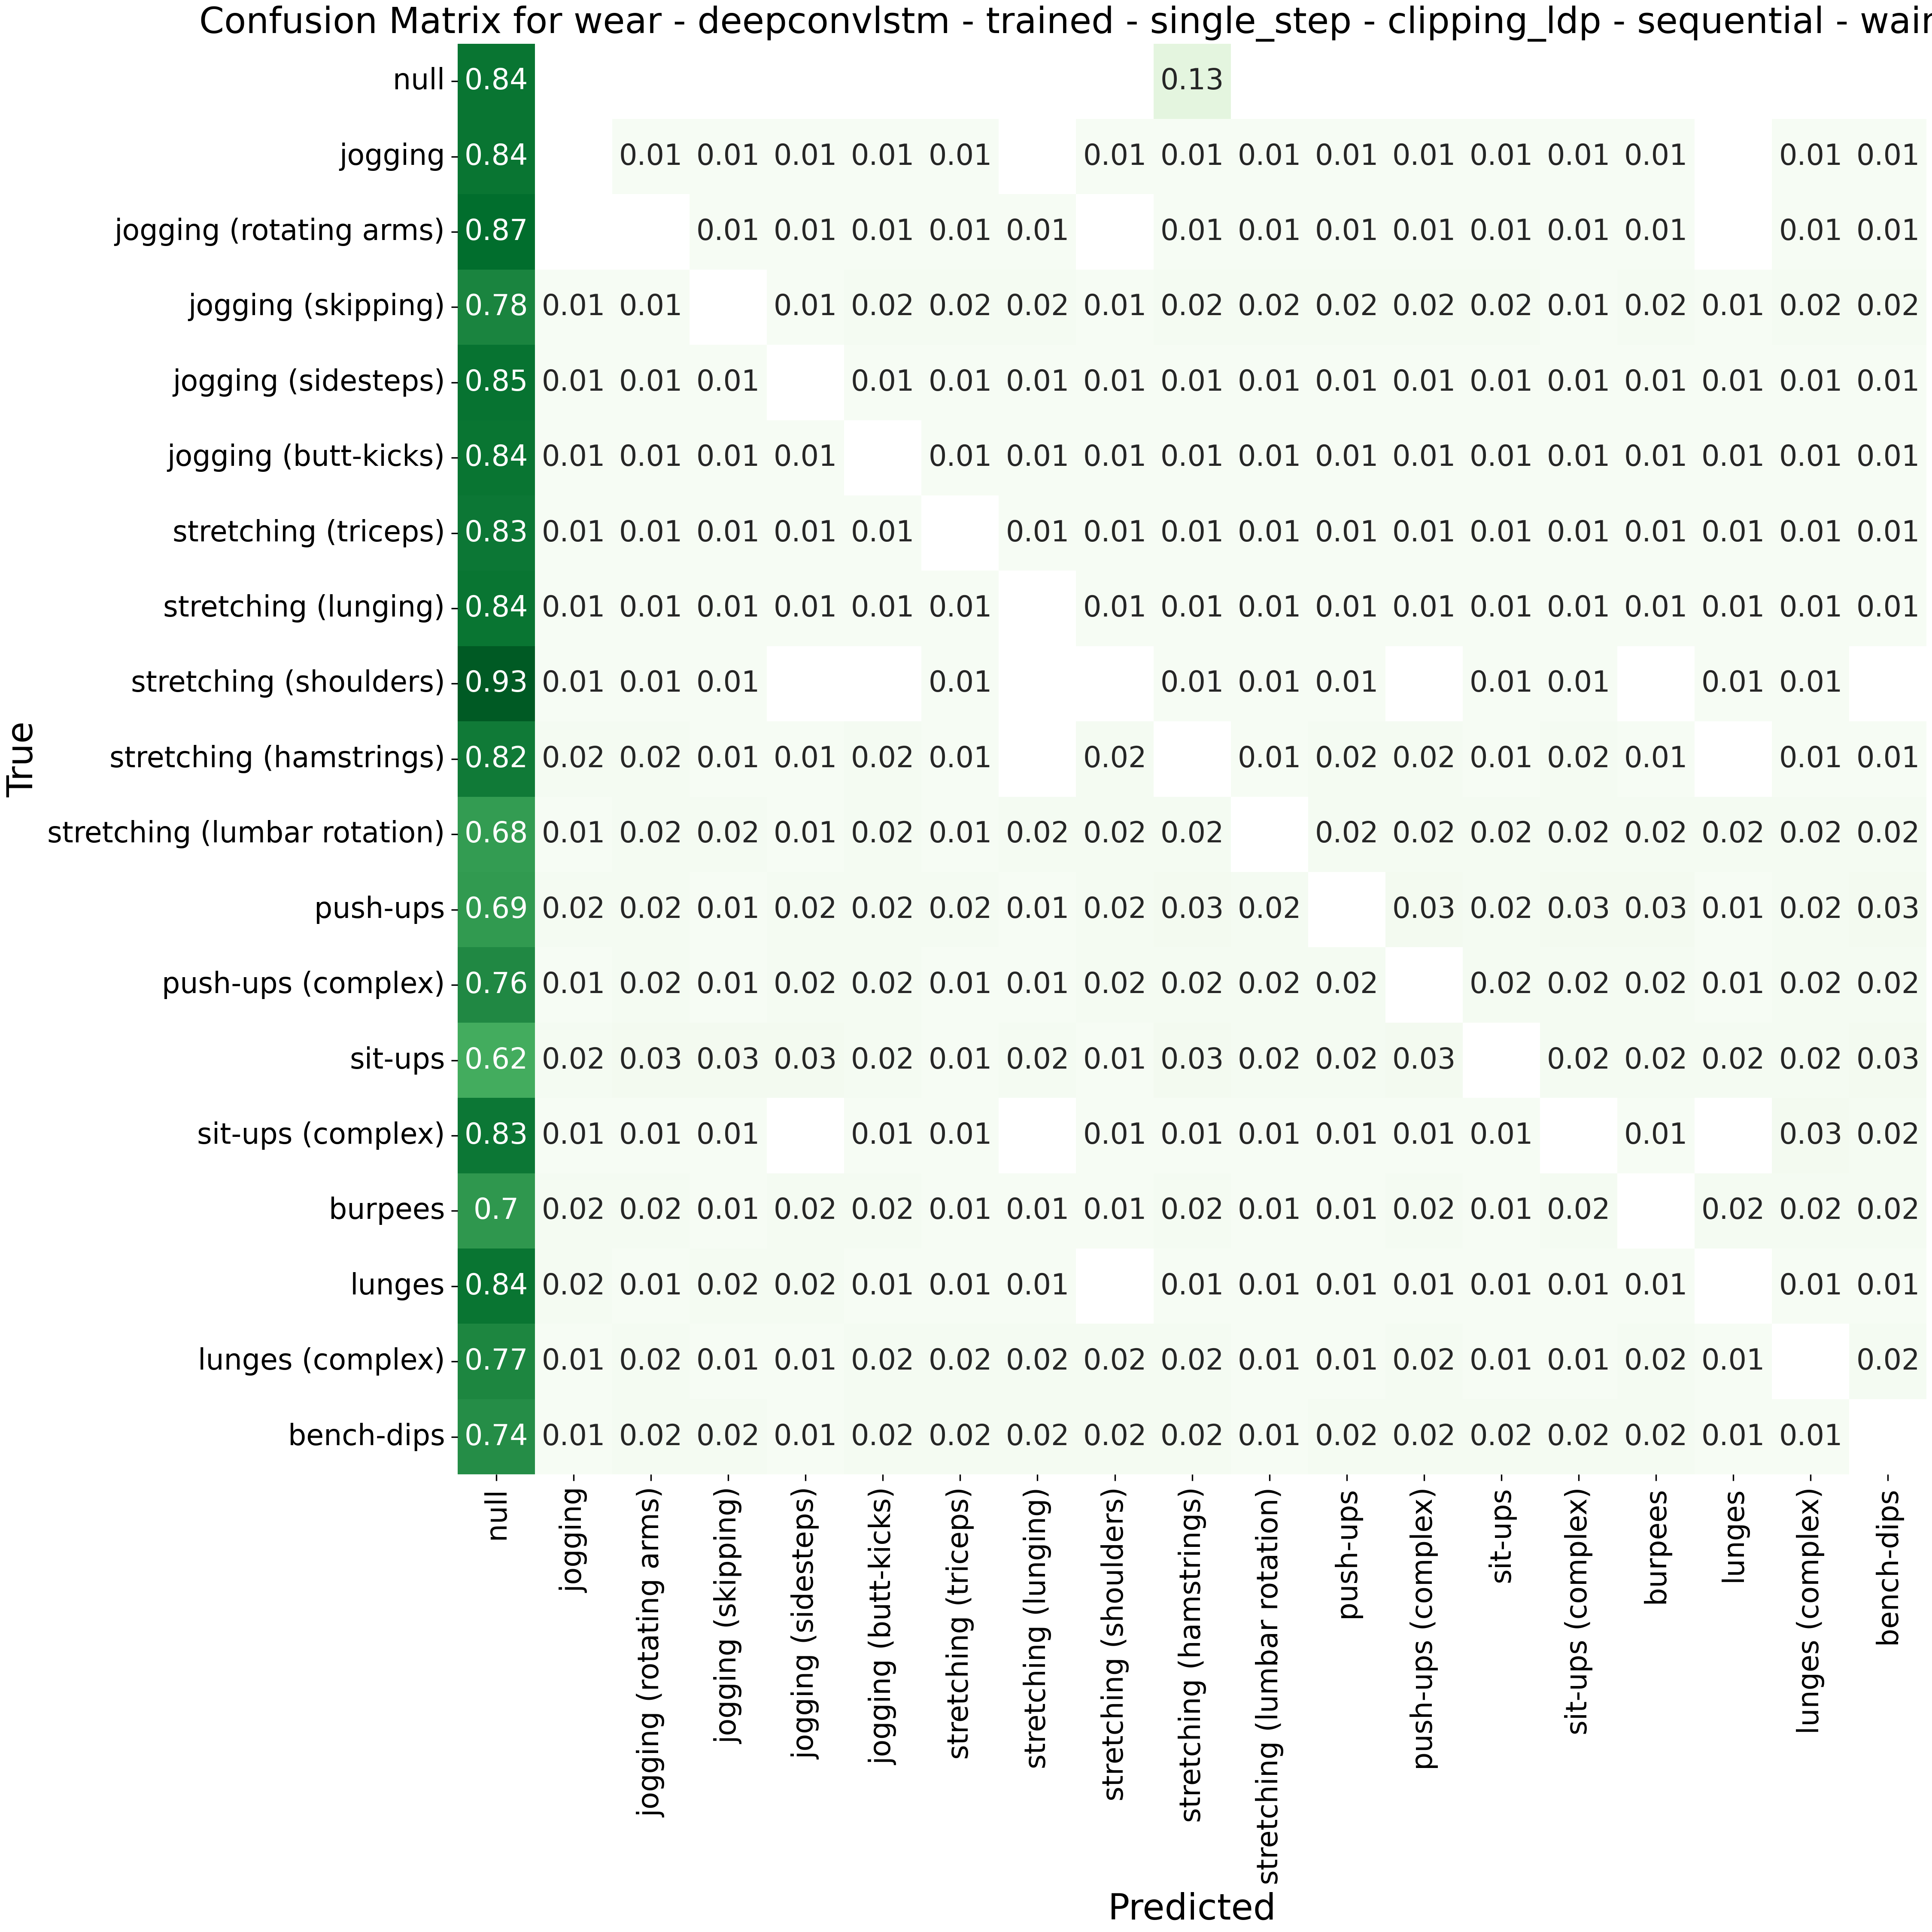 Confusion Matrix for wear - deepconvlstm - trained - single_step - clipping_ldp - sequential -
null 0.84 0.13
jogging 0.84 0.01 0.01 0.01 0.01 0.01 0.01 0.01 0.01 0.01 0.01 0.01 0.01 0.01 0.01 0.01
jogging (rotating arms) 0.87 0.01 0.01 0.01 0.01 0.01 0.01 0.01 0.01 0.01 0.01 0.01 0.01 0.01 0.01
jogging (skipping) 0.78 0.01 0.01 0.01 0.02 0.02 0.02 0.01 0.02 0.02 0.02 0.02 0.02 0.01 0.02 0.01 0.02 0.02
jogging (sidesteps) 0.85 0.01 0.01 0.01 0.01 0.01 0.01 0.01 0.01 0.01 0.01 0.01 0.01 0.01 0.01 0.01 0.01 0.01
jogging (butt-kicks) 0.84 0.01 0.01 0.01 0.01 0.01 0.01 0.01 0.01 0.01 0.01 0.01 0.01 0.01 0.01 0.01 0.01 0.01
stretching (triceps) 0.83 0.01 0.01 0.01 0.01 0.01 0.01 0.01 0.01 0.01 0.01 0.01 0.01 0.01 0.01 0.01 0.01 0.01
stretching (lunging) 0.84 0.01 0.01 0.01 0.01 0.01 0.01 0.01 0.01 0.01 0.01 0.01 0.01 0.01 0.01 0.01 0.01 0.01
stretching (shoulders) 0.93 0.01 0.01 0.01 0.01 0.01 0.01 0.01 0.01 0.01 0.01 0.01
True
stretching (hamstrings) 0.82 0.02 0.02 0.01 0.01 0.02 0.01 0.02 0.01 0.02 0.02 0.01 0.02 0.01 0.01 0.01
stretching (lumbar rotation) 0.68 0.01 0.02 0.02 0.01 0.02 0.01 0.02 0.02 0.02 0.02 0.02 0.02 0.02 0.02 0.02 0.02 0.02
push-ups 0.69 0.02 0.02 0.01 0.02 0.02 0.02 0.01 0.02 0.03 0.02 0.03 0.02 0.03 0.03 0.01 0.02 0.03
push-ups (complex) 0.76 0.01 0.02 0.01 0.02 0.02 0.01 0.01 0.02 0.02 0.02 0.02 0.02 0.02 0.02 0.01 0.02 0.02
sit-ups 0.62 0.02 0.03 0.03 0.03 0.02 0.01 0.02 0.01 0.03 0.02 0.02 0.03 0.02 0.02 0.02 0.02 0.03
sit-ups (complex) 0.83 0.01 0.01 0.01 0.01 0.01 0.01 0.01 0.01 0.01 0.01 0.01 0.01 0.03 0.02
burpees 0.7 0.02 0.02 0.01 0.02 0.02 0.01 0.01 0.01 0.02 0.01 0.01 0.02 0.01 0.02 0.02 0.02 0.02
lunges 0.84 0.02 0.01 0.02 0.02 0.01 0.01 0.01 0.01 0.01 0.01 0.01 0.01 0.01 0.01 0.01 0.01
lunges (complex) 0.77 0.01 0.02 0.01 0.01 0.02 0.02 0.02 0.02 0.02 0.01 0.01 0.02 0.01 0.01 0.02 0.01 0.02
bench-dips 0.74 0.01 0.02 0.02 0.01 0.02 0.02 0.02 0.02 0.02 0.01 0.02 0.02 0.02 0.02 0.02 0.01 0.01
null
jogging
jogging (rotating arms)
jogging (skipping)
jogging (sidesteps)
jogging (butt-kicks)
stretching (triceps)
stretching (lunging)
stretching (shoulders)
stretching (hamstrings)
stretching (lumbar rotation)
push-ups
push-ups (complex)
sit-ups
sit-ups (complex)
burpees
lunges
lunges (complex)
bench-dips
Predicted